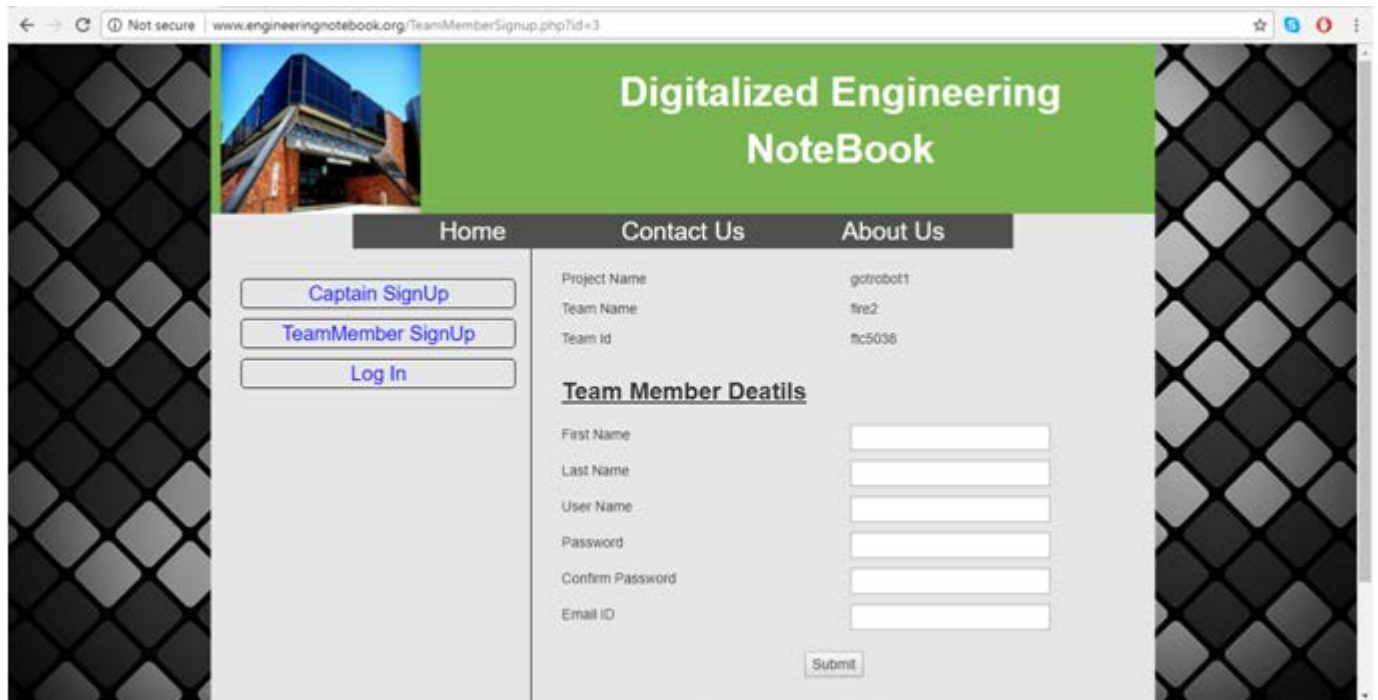 Not secure www.engineeringnotebook.org/TeamMemberSignup.php?id=3
Digitalized Engineering
NoteBook
Home Contact Us About Us
Captain SignUp
TeamMember SignUp
Log In
Project Name gotrobot1
Team Name fire2
Team Id ftc5038
Team Member Deatils
First Name
Last Name
User Name
Password
Confirm Password
Email ID
Submit